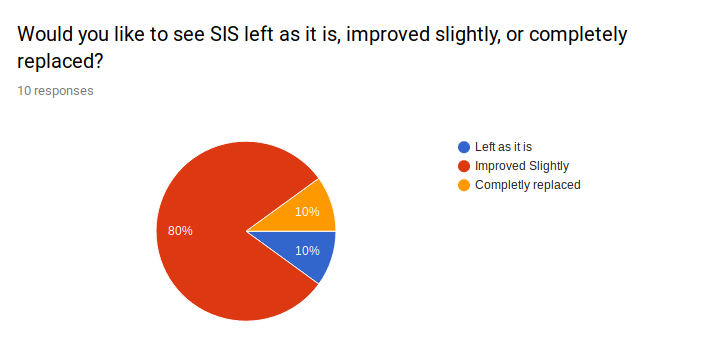 Would you like to see SIS left as it is, improved slightly, or completely
replaced?
10 responses
Left as it is
Improved Slightly
Completly replaced
10%
80%
10%